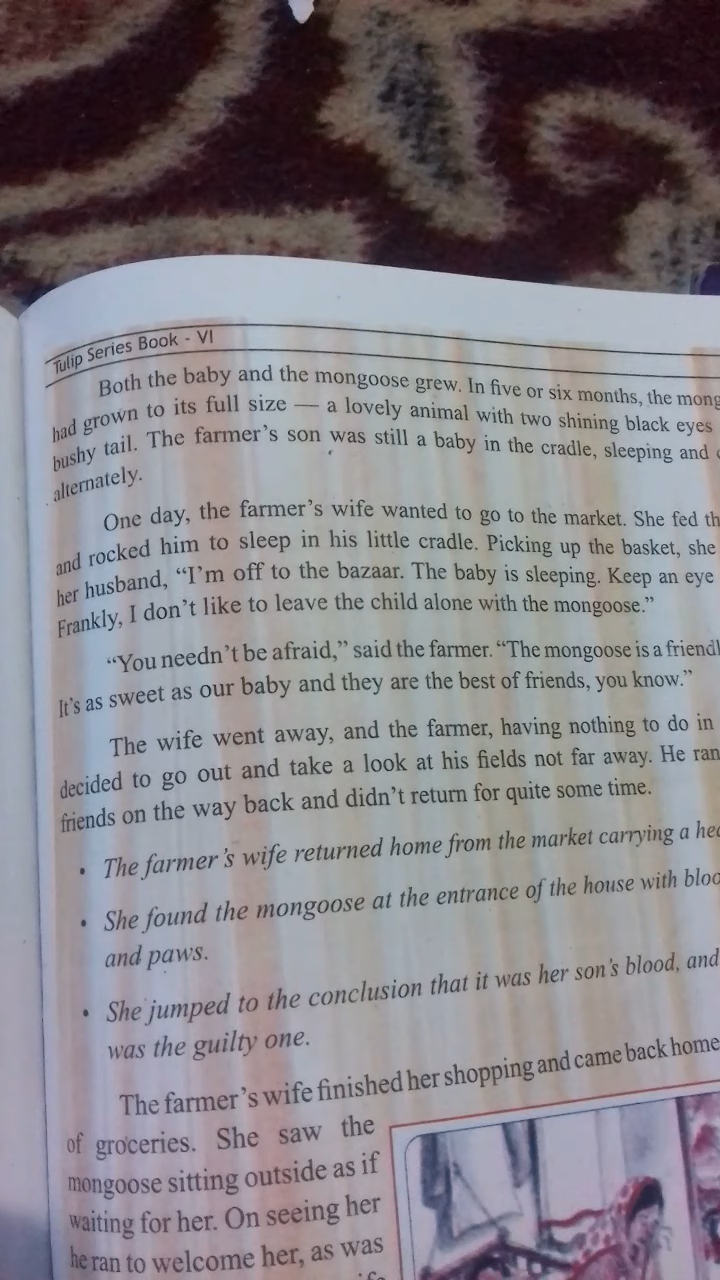 Tulip Series Book - VI
Both the baby and the mongoose grew. In five or six months, the
had grown to its full size — a lovely animal with two shining black eyes
bushy tail. The farmer's son was still a baby in the cradle, sleeping and
alternately.
One day, the farmer's wife wanted to go to the market. She fed
and rocked him to sleep in his little cradle. Picking up the basket, she
her husband, “I'm off to the bazaar. The baby is sleeping. Keep an eye
Frankly, I don't like to leave the child alone with the mongoose.”
“You needn't be afraid,” said the farmer. “The mongoose is a
It's as sweet as our baby and they are the best of friends, you know.”
The wife went away, and the farmer, having nothing to do in
decided to go out and take a look at his fields not far away. He ran
friends on the way back and didn't return for quite some time.
• The farmer's wife returned home from the market carrying a
• She found the mongoose at the entrance of the house with
and paws.
• She jumped to the conclusion that it was her son's blood, and
was the guilty one.
The farmer's wife finished her shopping and came back home
of groceries. She saw the
mongoose sitting outside as if
waiting for her. On seeing her
he ran to welcome her, as was